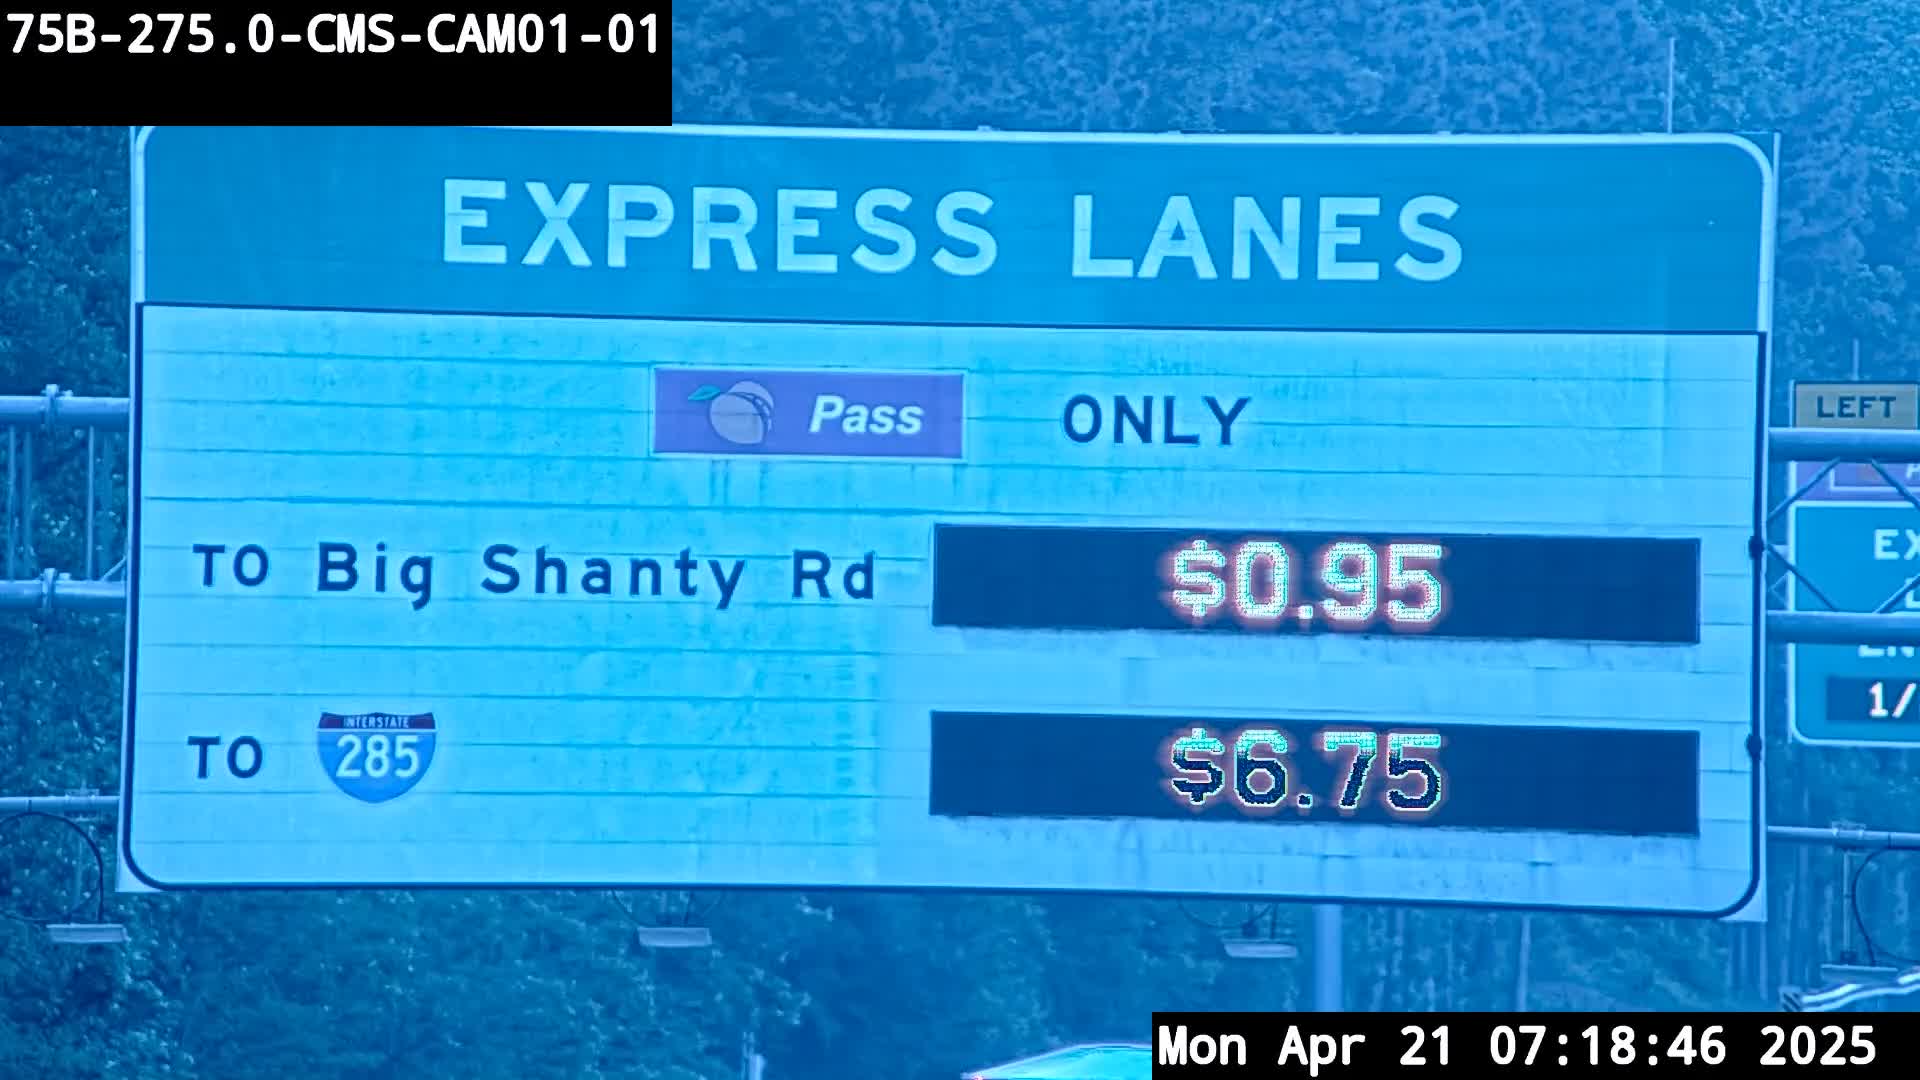 75B-275.0-CMS-CAM01-01
EXPRESS LANES
Pass ONLY
TO Big Shanty Rd $0.95
TO INTERSTATE 285 $6.75
LEFT
1/
Mon Apr 21 07:18:46 2025